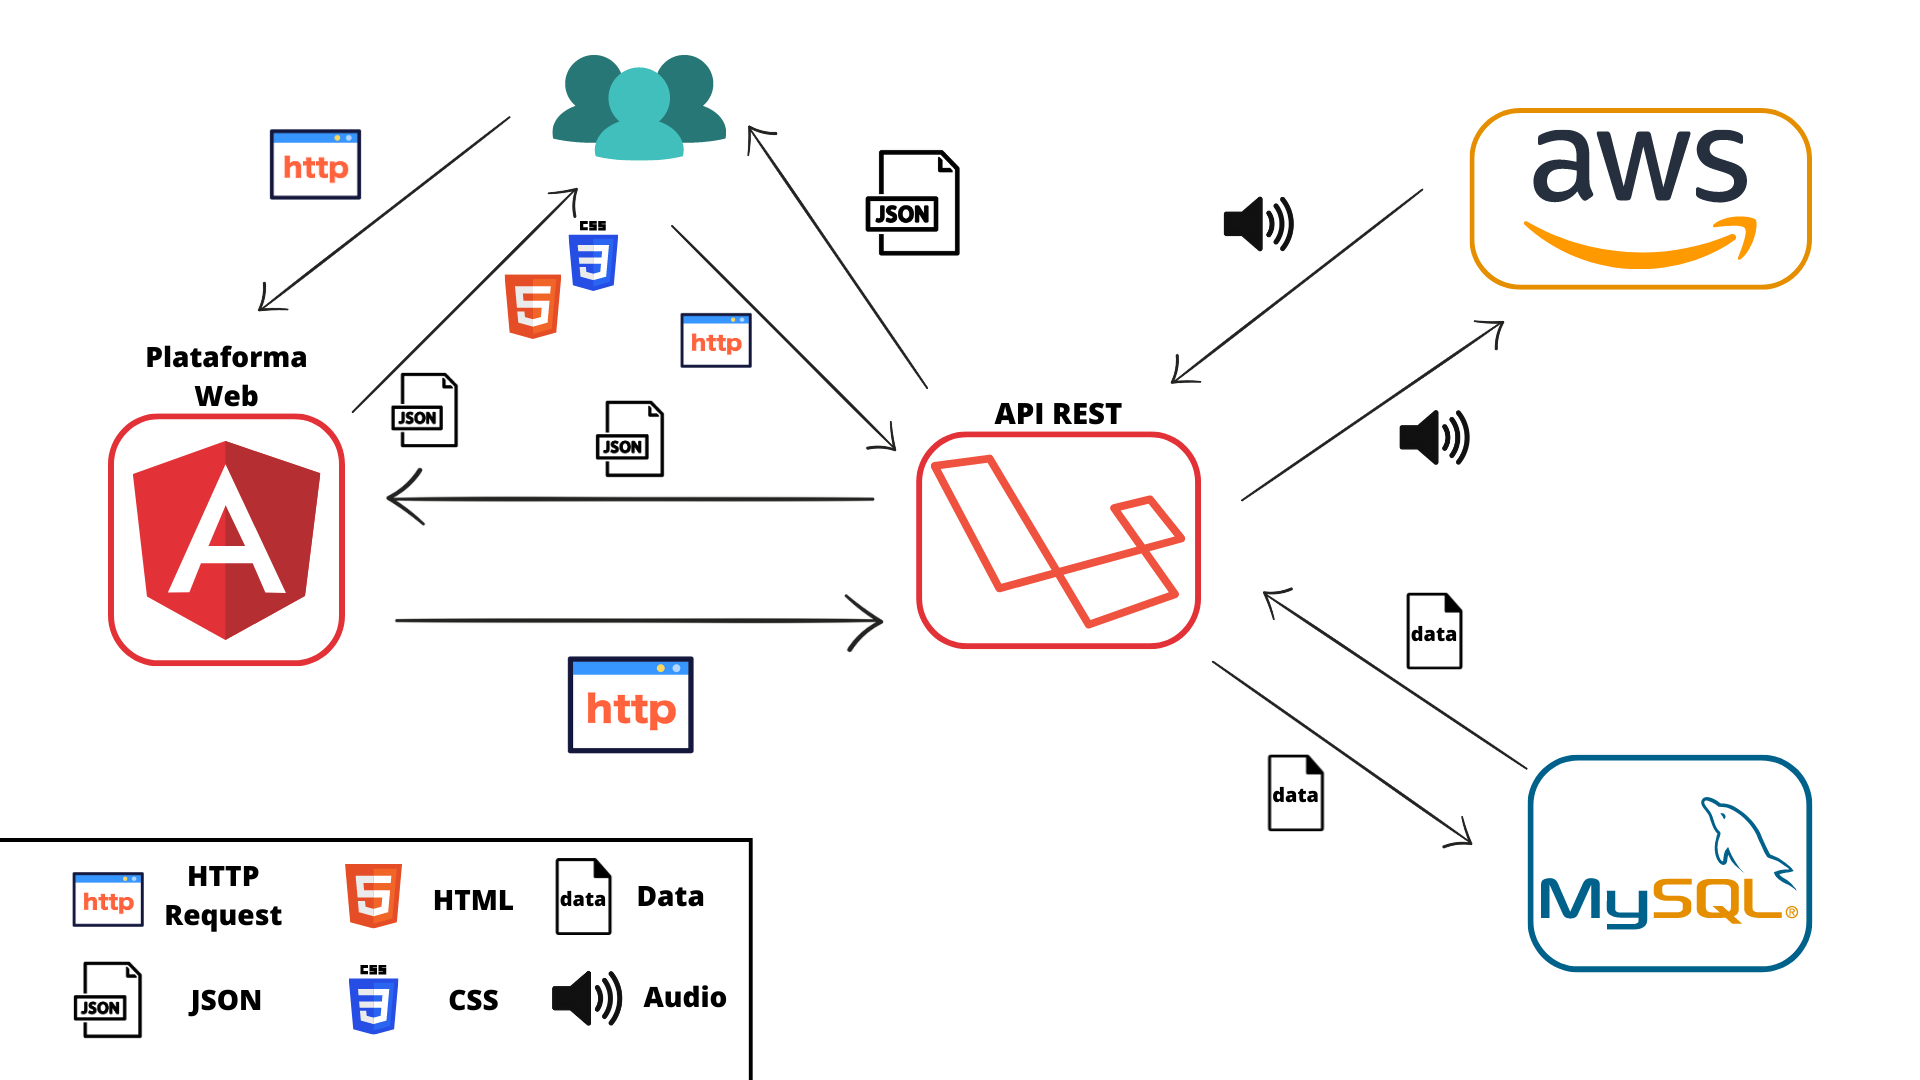 http
aws
CSS
JSON
http
Plataforma
Web
JSON
JSON
API REST
http
data
data
MySQL®
http
HTTP
Request
HTML
data
Data
JSON
JSON
CSS
CSS
Audio